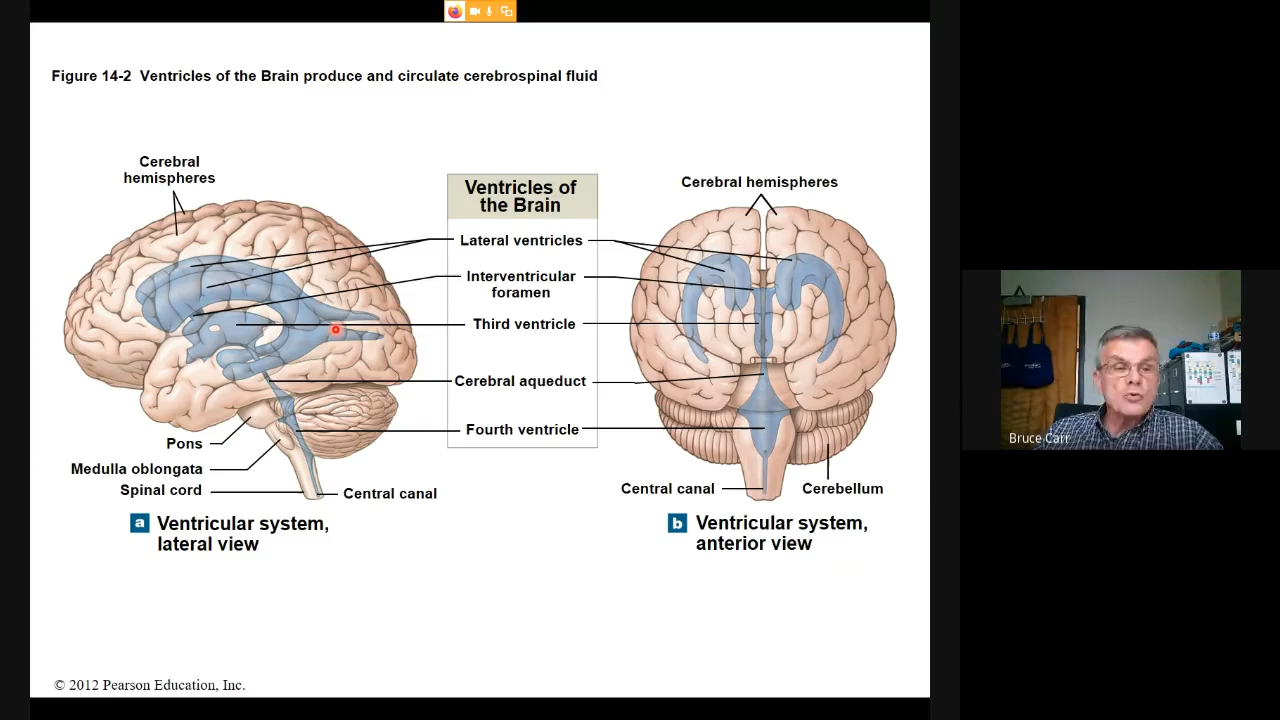 Figure 14-2 Ventricles of the Brain produce and circulate cerebrospinal fluid
Cerebral
hemispheres
Ventricles of
the Brain
Lateral ventricles
Interventricular
foramen
Third ventricle
Cerebral aqueduct
Fourth ventricle
Pons
Medulla oblongata
Spinal cord
Central canal
a Ventricular system,
lateral view
Cerebral hemispheres
Central canal
Cerebellum
b Ventricular system,
anterior view
© 2012 Pearson Education, Inc.
Bruce Carr